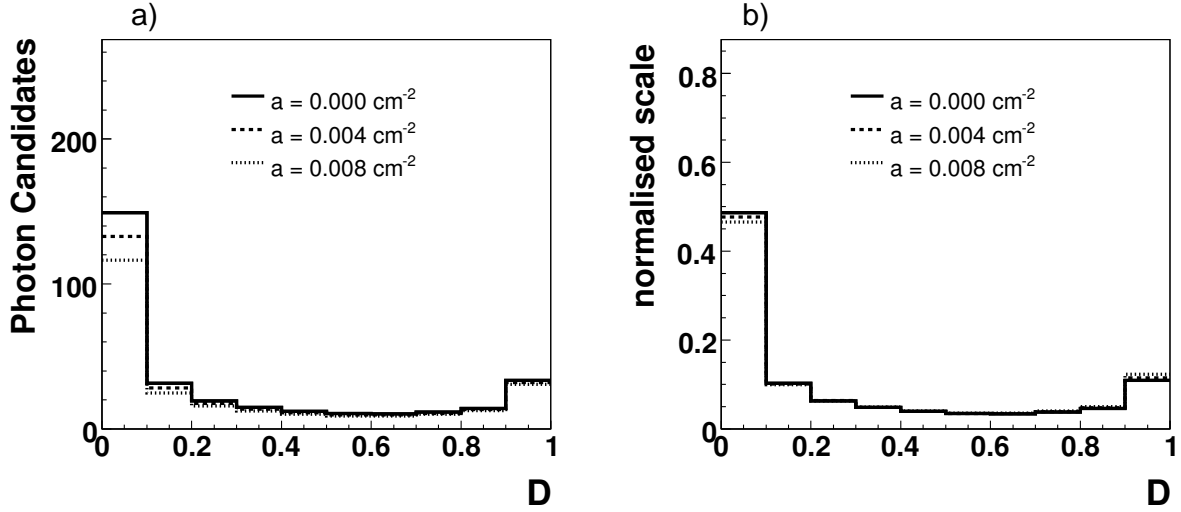 a)
Photon Candidates
200
100
0
a = 0.000 cm-2
a = 0.004 cm-2
a = 0.008 cm-2
0 0.2 0.4 0.6 0.8 1
D
b)
normalised scale
0.8
0.6
0.4
0.2
0
a = 0.000 cm-2
a = 0.004 cm-2
a = 0.008 cm-2
0 0.2 0.4 0.6 0.8 1
D